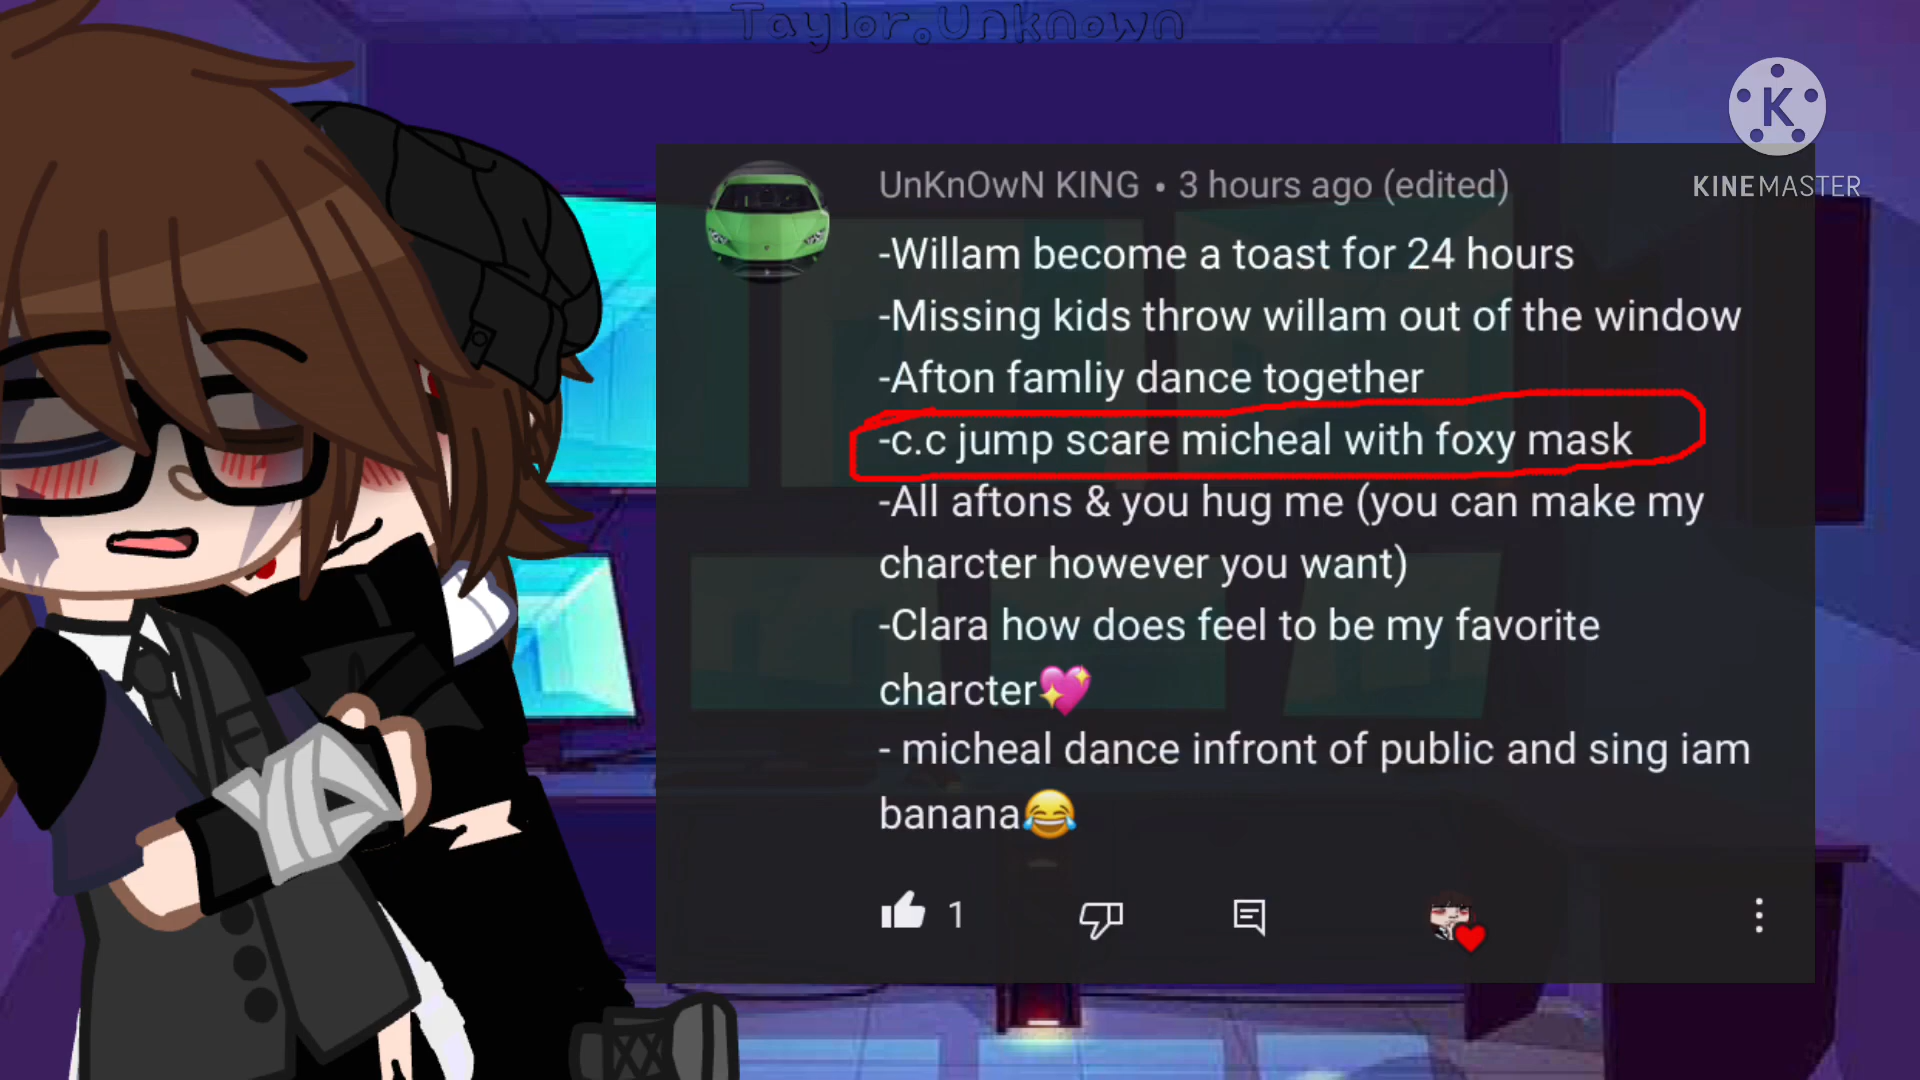 Taylor.Unknown
K
KINEMASTER
UnKnOwN KING • 3 hours ago (edited)
-Willam become a toast for 24 hours
-Missing kids throw willam out of the window
-Afton famliy dance together
-c.c jump scare micheal with foxy mask
-All aftons & you hug me (you can make my
charcter however you want)
-Clara how does feel to be my favorite
charcter💖
- micheal dance infront of public and sing iam
banana😂
1